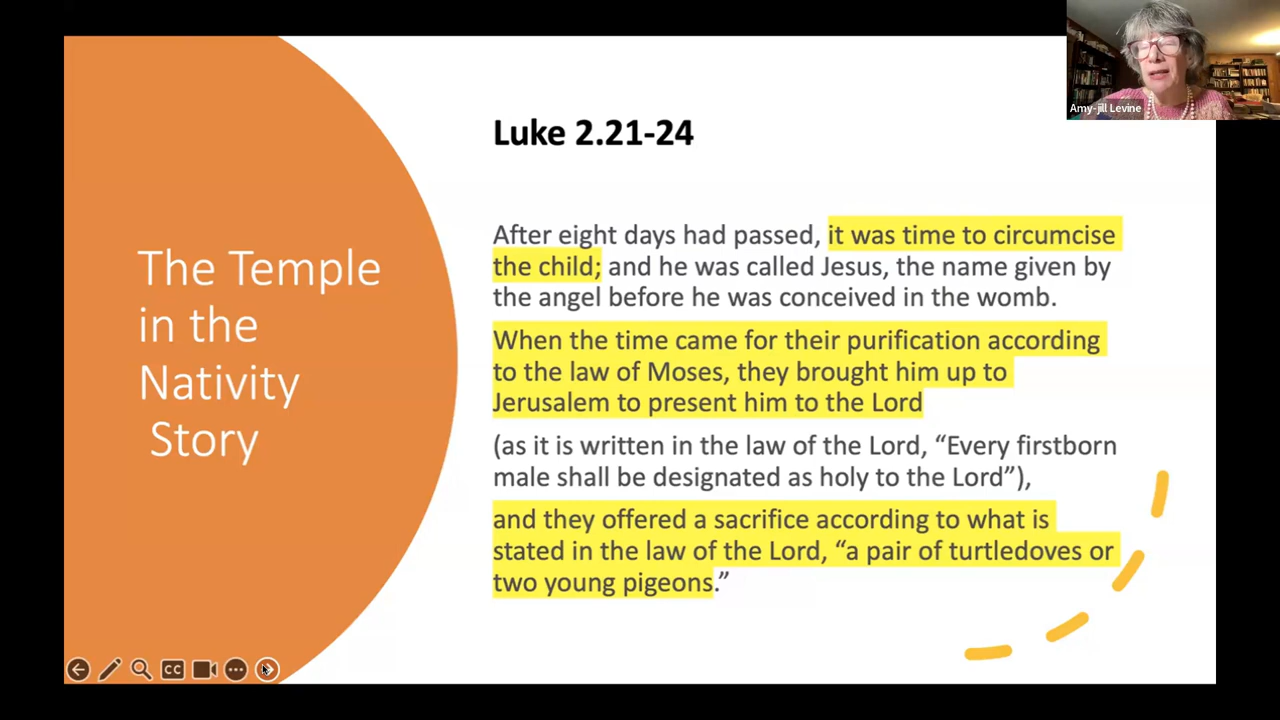 Amy-jill Levine
Luke 2.21-24
The Temple
in the
Nativity
Story
After eight days had passed, it was time to circumcise
the child; and he was called Jesus, the name given by
the angel before he was conceived in the womb.
When the time came for their purification according
to the law of Moses, they brought him up to
Jerusalem to present him to the Lord
(as it is written in the law of the Lord, “Every firstborn
male shall be designated as holy to the Lord”),
and they offered a sacrifice according to what is
stated in the law of the Lord, “a pair of turtledoves or
two young pigeons.”
CC